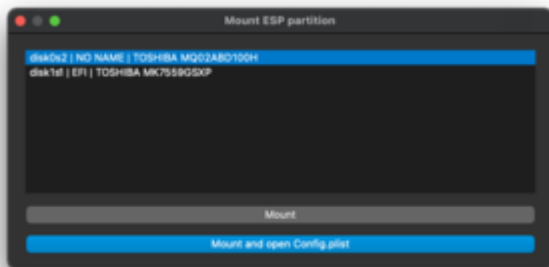 Mount ESP partition
disk0s2 | NO NAME | TOSHIBA MQ02ABD100H
disk1s1 | EFI | TOSHIBA MK7559GSXP
Mount
Mount and open Config.plist